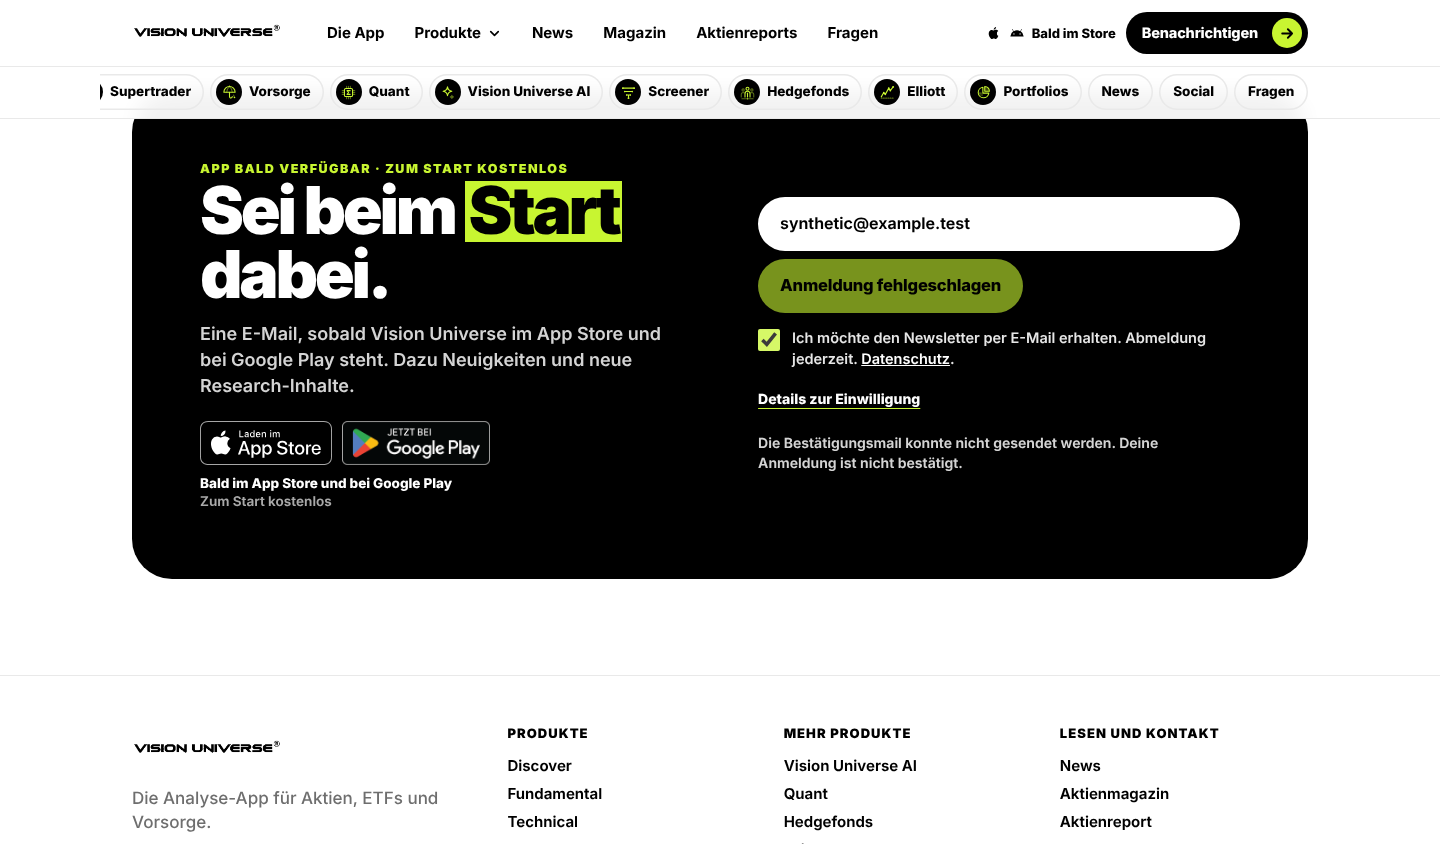 VISION UNIVERSE®
Die App
Produkte
News
Magazin
Aktienreports
Fragen
Bald im Store
Benachrichtigen
Supertrader
Vorsorge
Quant
Vision Universe AI
Screener
Hedgefonds
Elliott
Portfolios
News
Social
Fragen
APP BALD VERFÜGBAR · ZUM START KOSTENLOS
Sei beim Start
dabei.
Eine E-Mail, sobald Vision Universe im App Store und
bei Google Play steht. Dazu Neuigkeiten und neue
Research-Inhalte.
Laden im
App Store
JETZT BEI
Google Play
Bald im App Store und bei Google Play
Zum Start kostenlos
synthetic@example.test
Anmeldung fehlgeschlagen
Ich möchte den Newsletter per E-Mail erhalten. Abmeldung
jederzeit. Datenschutz.
Details zur Einwilligung
Die Bestätigungsmail konnte nicht gesendet werden. Deine
Anmeldung ist nicht bestätigt.
VISION UNIVERSE®
Die Analyse-App für Aktien, ETFs und
Vorsorge.
PRODUKTE
Discover
Fundamental
Technical
MEHR PRODUKTE
Vision Universe AI
Quant
Hedgefonds
LESEN UND KONTAKT
News
Aktienmagazin
Aktienreport